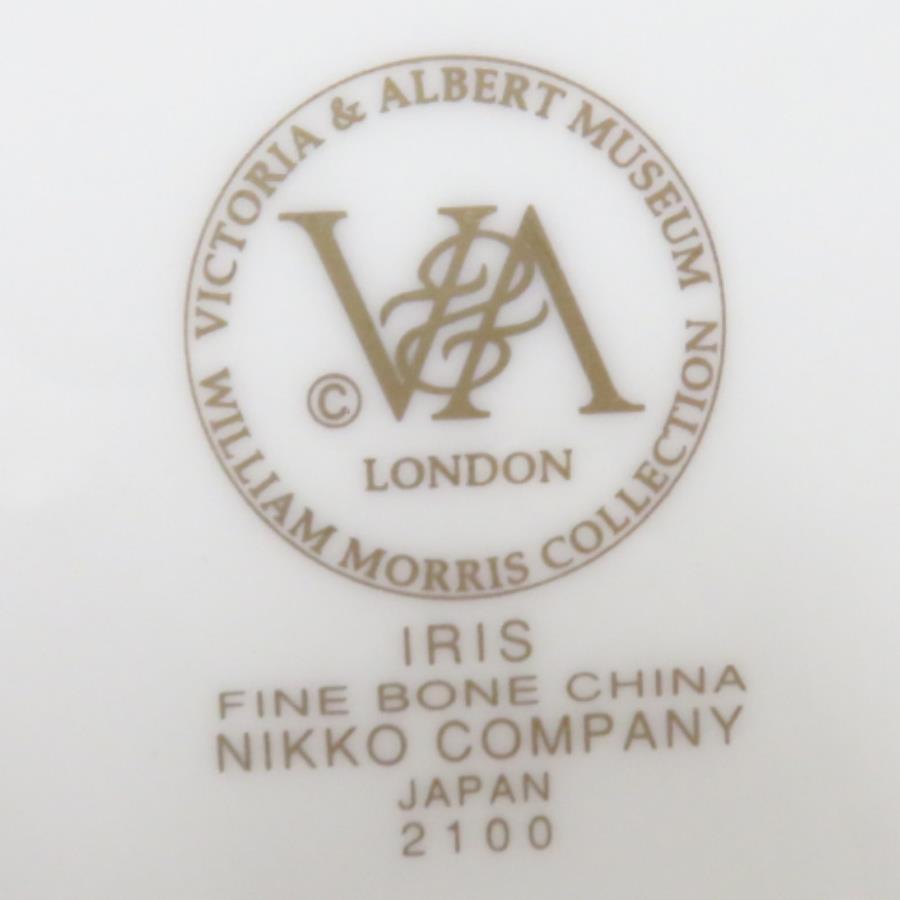 VICTORIA & ALBERT MUSEUM
VA
©
LONDON
WILLIAM MORRIS COLLECTION
IRIS
FINE BONE CHINA
NIKKO COMPANY
JAPAN
2100